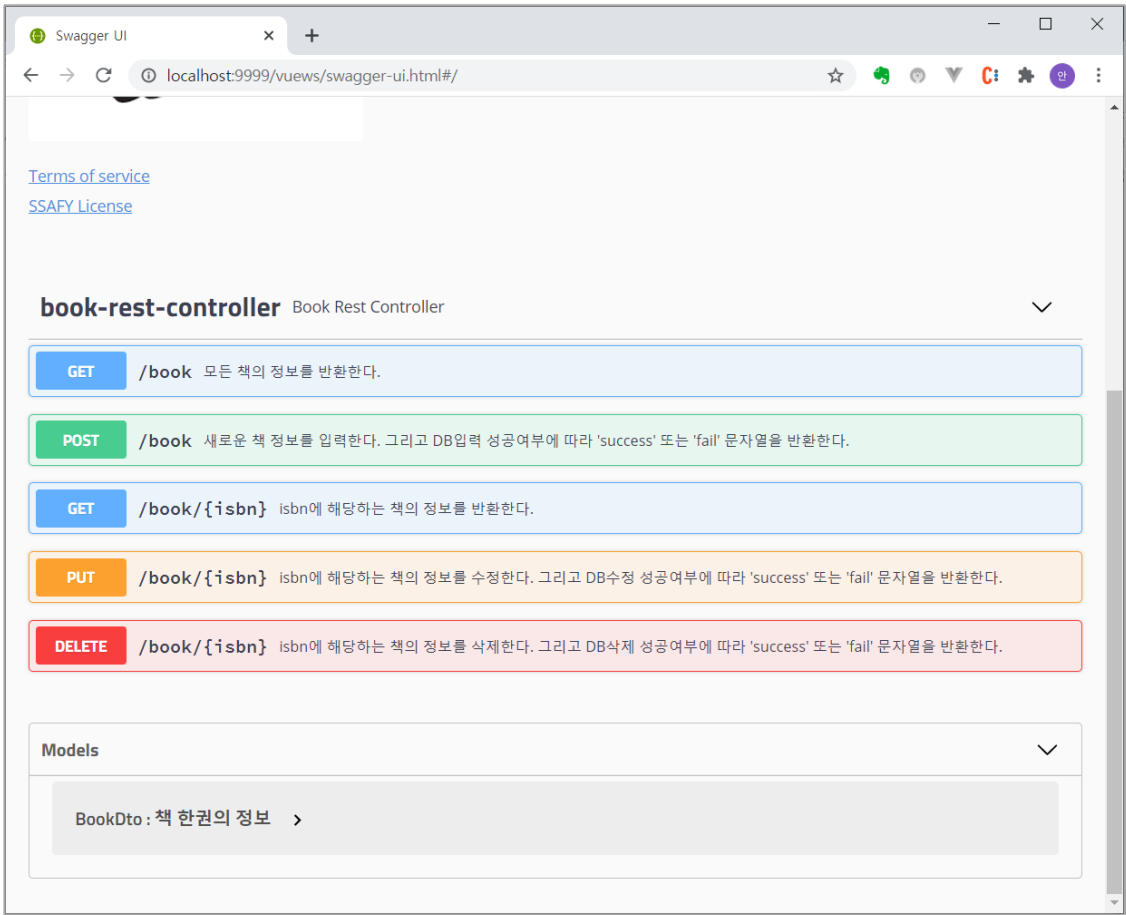 Swagger UI
localhost:9999/vuews/swagger-ui.html#/
안
Terms of service
SSAFY License
book-rest-controller Book Rest Controller
GET /book 모든 책의 정보를 반환한다.
POST /book 새로운 책 정보를 입력한다. 그리고 DB입력 성공여부에 따라 'success' 또는 'fail' 문자열을 반환한다.
GET /book/{isbn} isbn에 해당하는 책의 정보를 반환한다.
PUT /book/{isbn} isbn에 해당하는 책의 정보를 수정한다. 그리고 DB수정 성공여부에 따라 'success' 또는 'fail' 문자열을 반환한다.
DELETE /book/{isbn} isbn에 해당하는 책의 정보를 삭제한다. 그리고 DB삭제 성공여부에 따라 'success' 또는 'fail' 문자열을 반환한다.
Models
BookDto : 책 한권의 정보